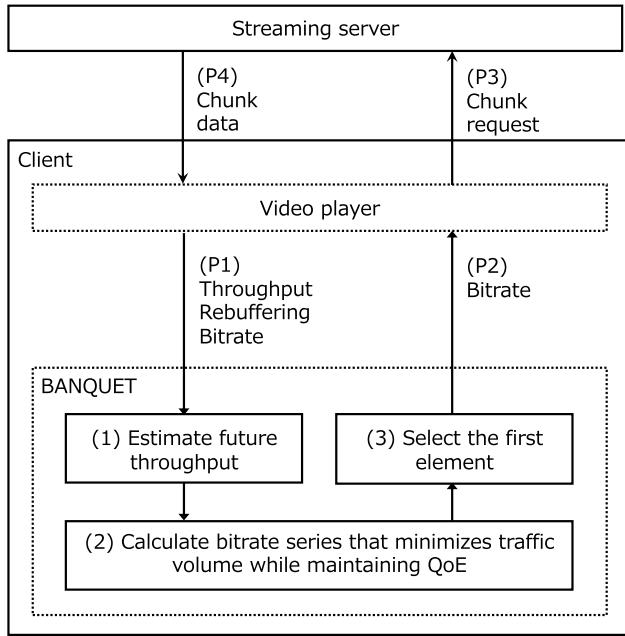 Streaming server
(P4)
Chunk
data
(P3)
Chunk
request
Client
Video player
(P1)
Throughput
Rebuffering
Bitrate
(P2)
Bitrate
BANQUET
(1) Estimate future
throughput
(3) Select the first
element
(2) Calculate bitrate series that minimizes traffic
volume while maintaining QoE